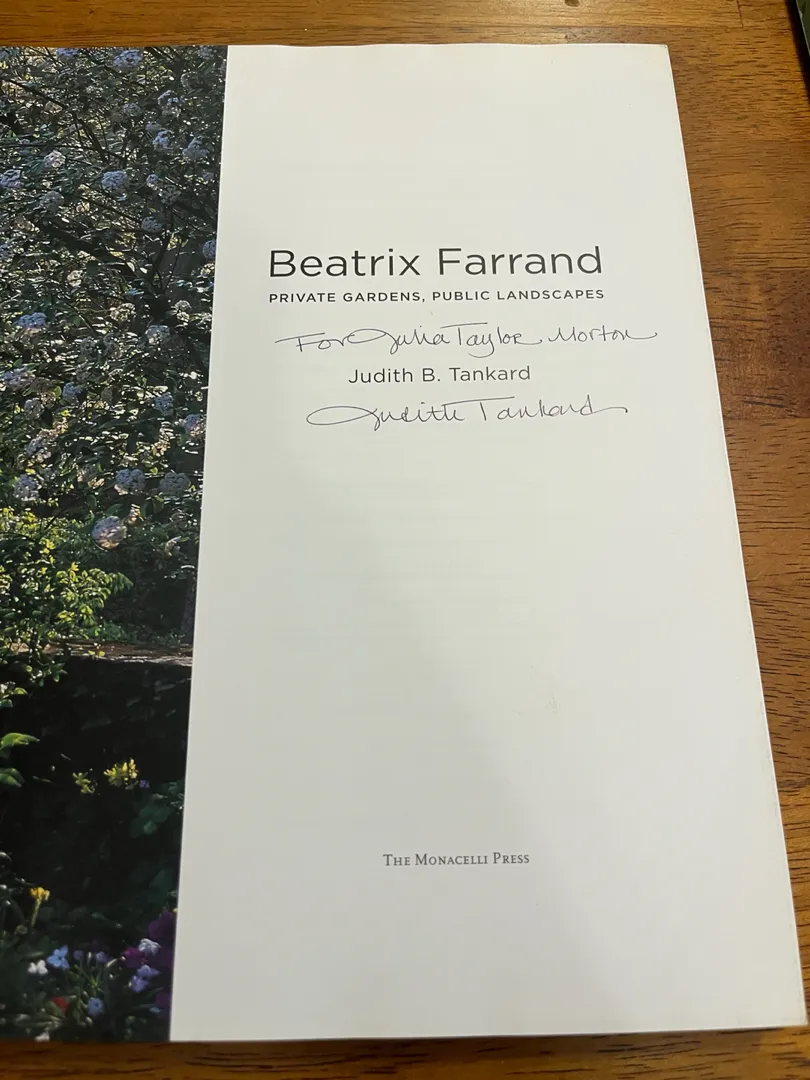 Beatrix Farrand
PRIVATE GARDENS, PUBLIC LANDSCAPES
For Julia Taylor Morton
Judith B. Tankard
Judith Tankard
THE MONACELLI PRESS